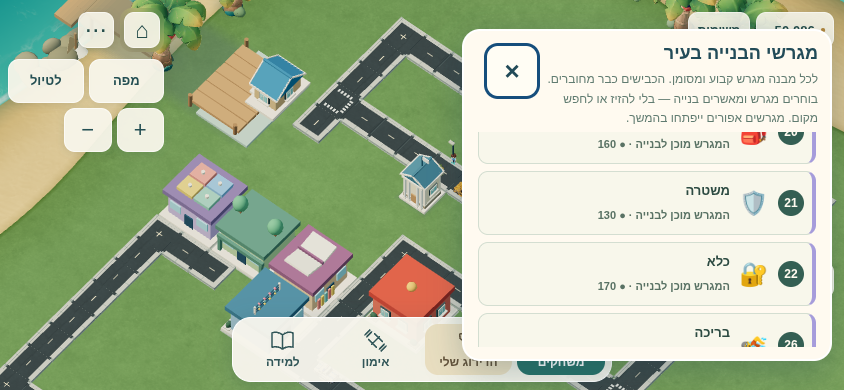 לטיול
מפה
−
+
מגרשי הבנייה בעיר
לכל מבנה מגרש קבוע ומסומן. הכבישים כבר מחוברים.
בוחרים מגרש ומאשרים בנייה — בלי להזיז או לחפש
מקום. מגרשים אפורים ייפתחו בהמשך.
המגרש מוכן לבנייה · ● 160
21
משטרה
המגרש מוכן לבנייה · ● 130
22
כלא
המגרש מוכן לבנייה · ● 170
26
בריכה
למידה
אימון
הדירוג שלי
משחקים